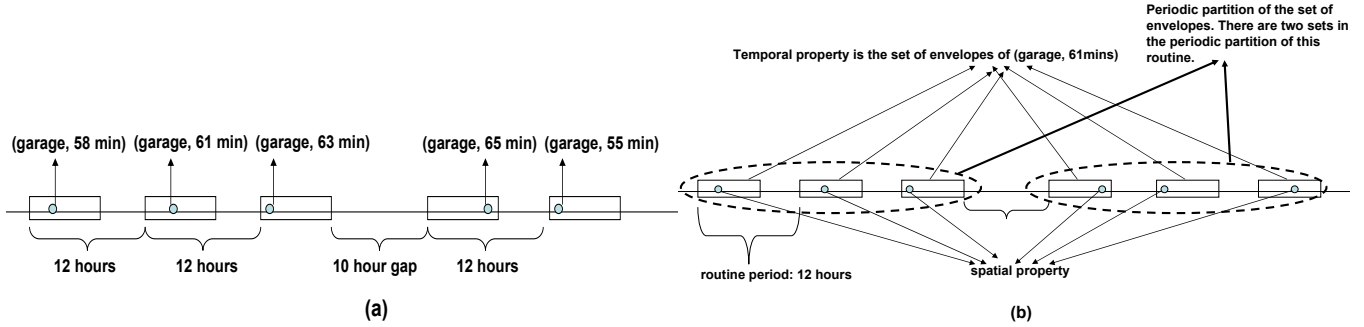 (garage, 58 min)
(garage, 61 min)
(garage, 63 min)
(garage, 65 min)
(garage, 55 min)
12 hours
12 hours
10 hour gap
12 hours
(a)
Periodic partition of the set of
envelopes. There are two sets in
the periodic partition of this
routine.
Temporal property is the set of envelopes of (garage, 61mins)
routine period: 12 hours
spatial property
(b)